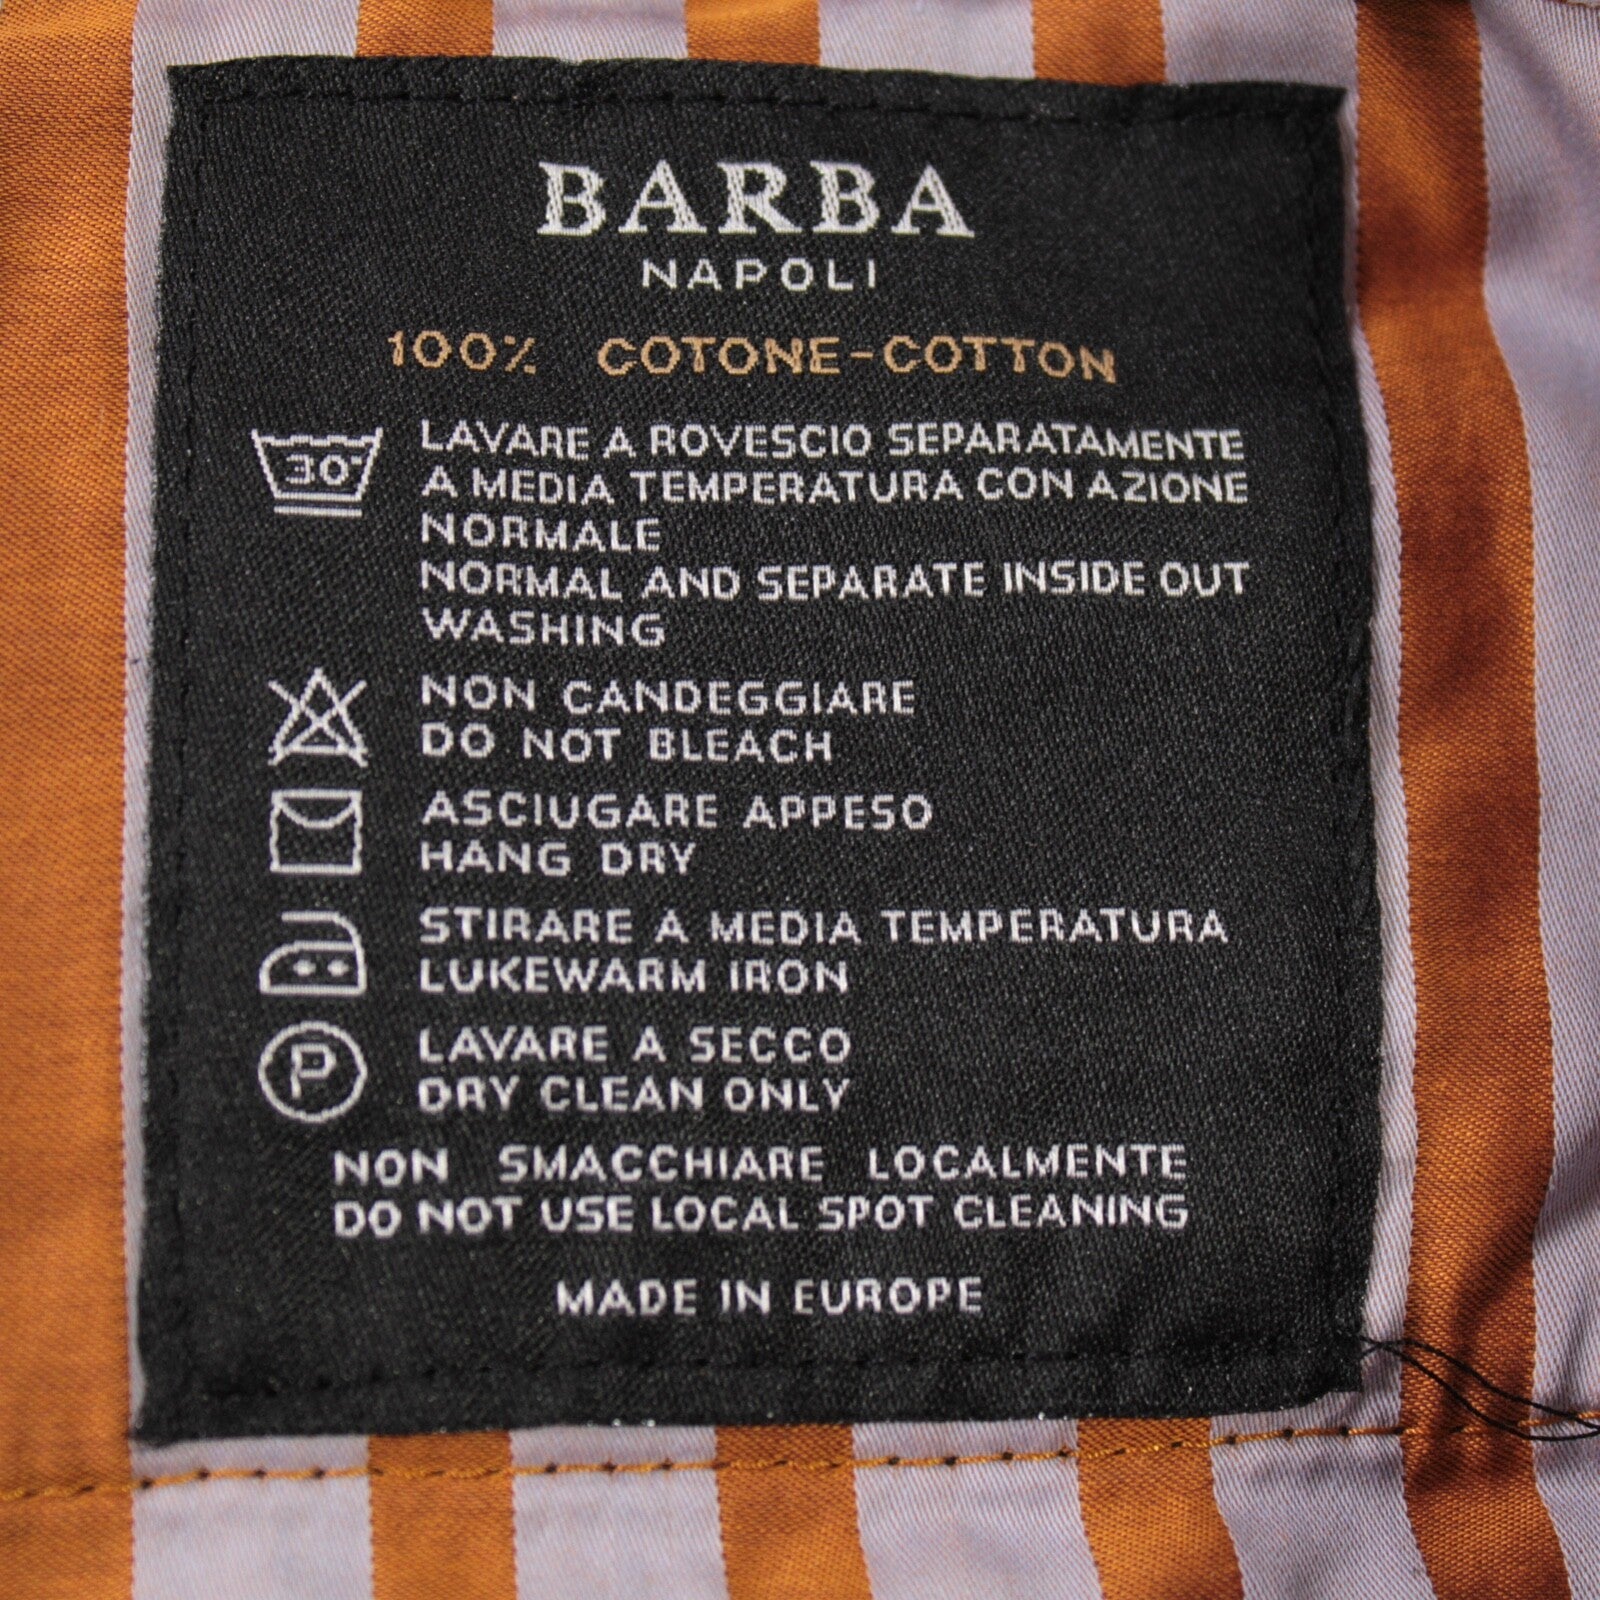 BARBA
NAPOLI
100% COTONE-COTTON
30°
LAVARE A ROVESCIO SEPARATAMENTE
A MEDIA TEMPERATURA CON AZIONE
NORMALE
NORMAL AND SEPARATE INSIDE OUT
WASHING
NON CANDEGGIARE
DO NOT BLEACH
ASCIUGARE APPESO
HANG DRY
STIRARE A MEDIA TEMPERATURA
LUKEWARM IRON
P
LAVARE A SECCO
DRY CLEAN ONLY
NON SMACCHIARE LOCALMENTE
DO NOT USE LOCAL SPOT CLEANING
MADE IN EUROPE